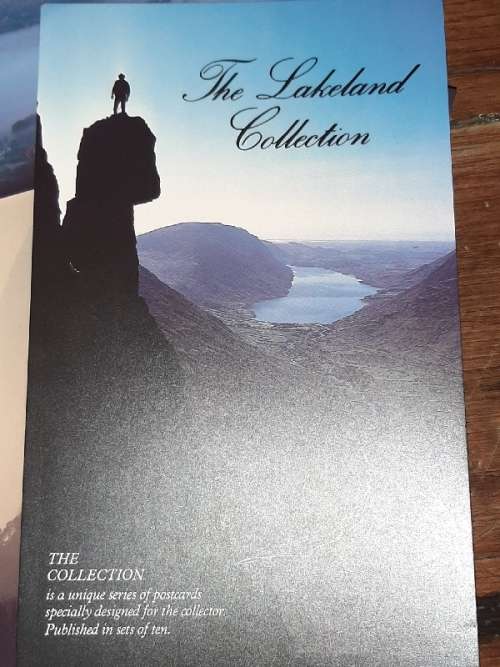 The Lakeland
Collection
THE
COLLECTION
is a unique series of postcards
specially designed for the collector.
Published in sets of ten.